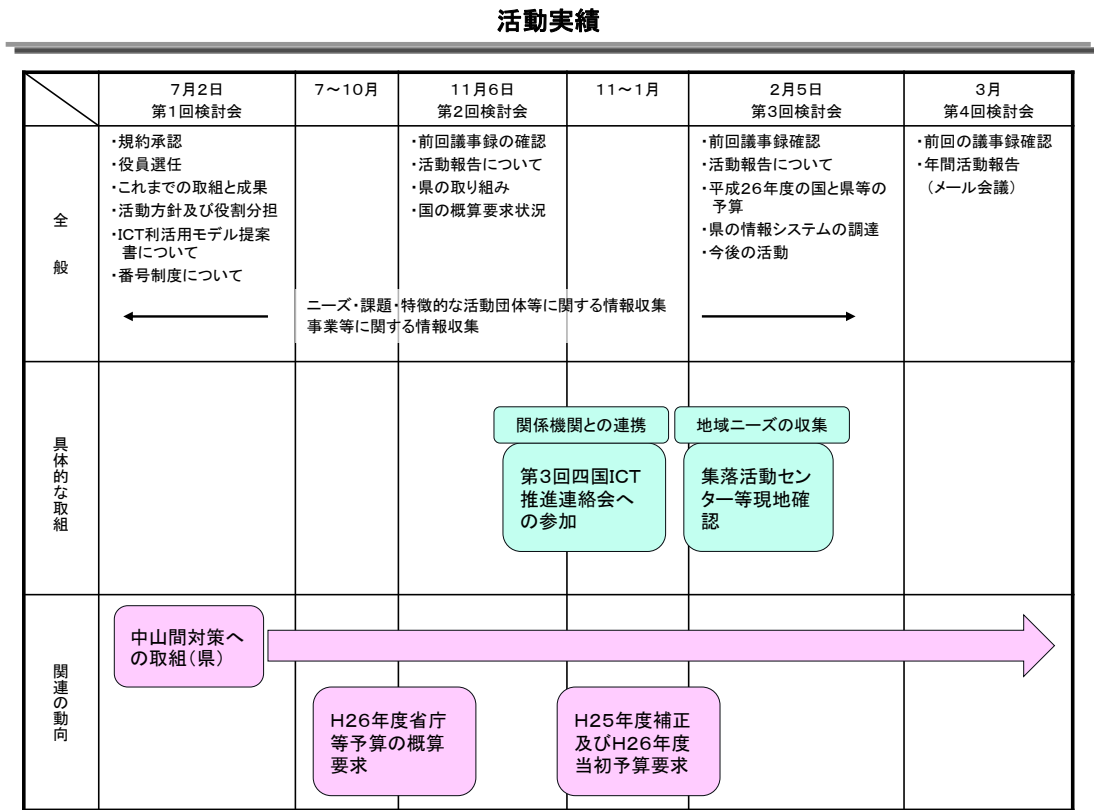 活動実績
7月2日
第1回検討会
7～10月
11月6日
第2回検討会
11～1月
2月5日
第3回検討会
3月
第4回検討会
全般
・規約承認
・役員選任
・これまでの取組と成果
・活動方針及び役割分担
・ICT利活用モデル提案
書について
・番号制度について
・前回議事録の確認
・活動報告について
・県の取り組み
・国の概算要求状況
・前回議事録確認
・活動報告について
・平成26年度の国と県等の
予算
・県の情報システムの調達
・今後の活動
・前回の議事録確認
・年間活動報告
（メール会議）
ニーズ・課題・特徴的な活動団体等に関する情報収集
事業等に関する情報収集
具体的な取組
関係機関との連携
第3回四国ICT
推進連絡会へ
の参加
地域ニーズの収集
集落活動セン
ター等現地確
認
関連の動向
中山間対策へ
の取組（県）
H26年度省庁
等予算の概算
要求
H25年度補正
及びH26年度
当初予算要求